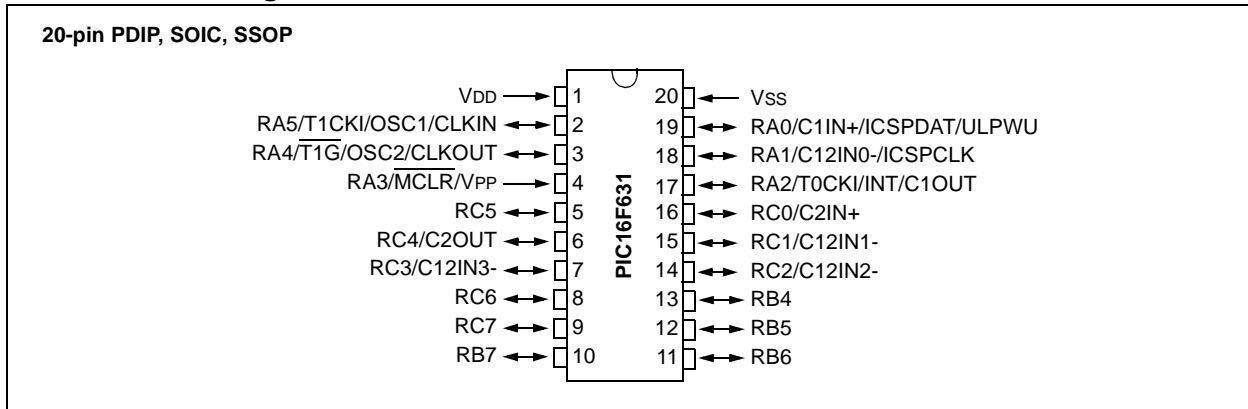 20-pin PDIP, SOIC, SSOP
VDD 1 20 VSS
RA5/T1CKI/OSC1/CLKIN 2 19 RA0/C1IN+/ICSPDAT/ULPWU
RA4/T1G/OSC2/CLKOUT 3 18 RA1/C12IN0-/ICSPCLK
RA3/MCLR/VPP 4 17 RA2/T0CKI/INT/C1OUT
RC5 5 16 RC0/C2IN+
RC4/C2OUT 6 15 RC1/C12IN1-
RC3/C12IN3- 7 14 RC2/C12IN2-
RC6 8 13 RB4
RC7 9 12 RB5
RB7 10 11 RB6
PIC16F631